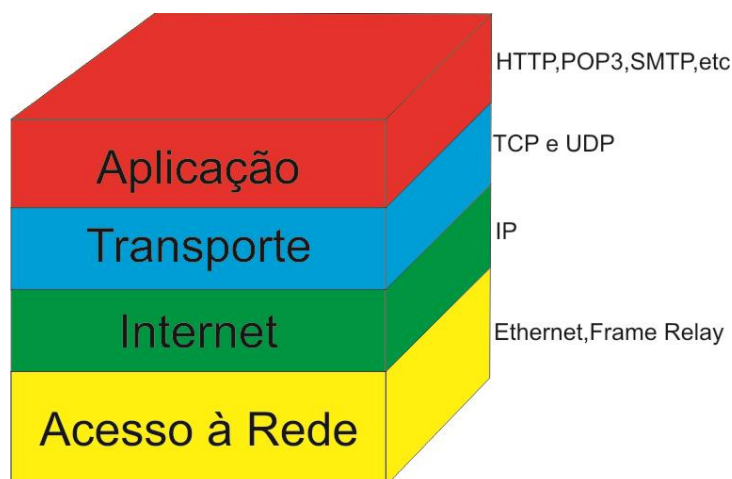 HTTP,POP3,SMTP,etc
Aplicação
TCP e UDP
Transporte
IP
Internet
Ethernet,Frame Relay
Acesso à Rede